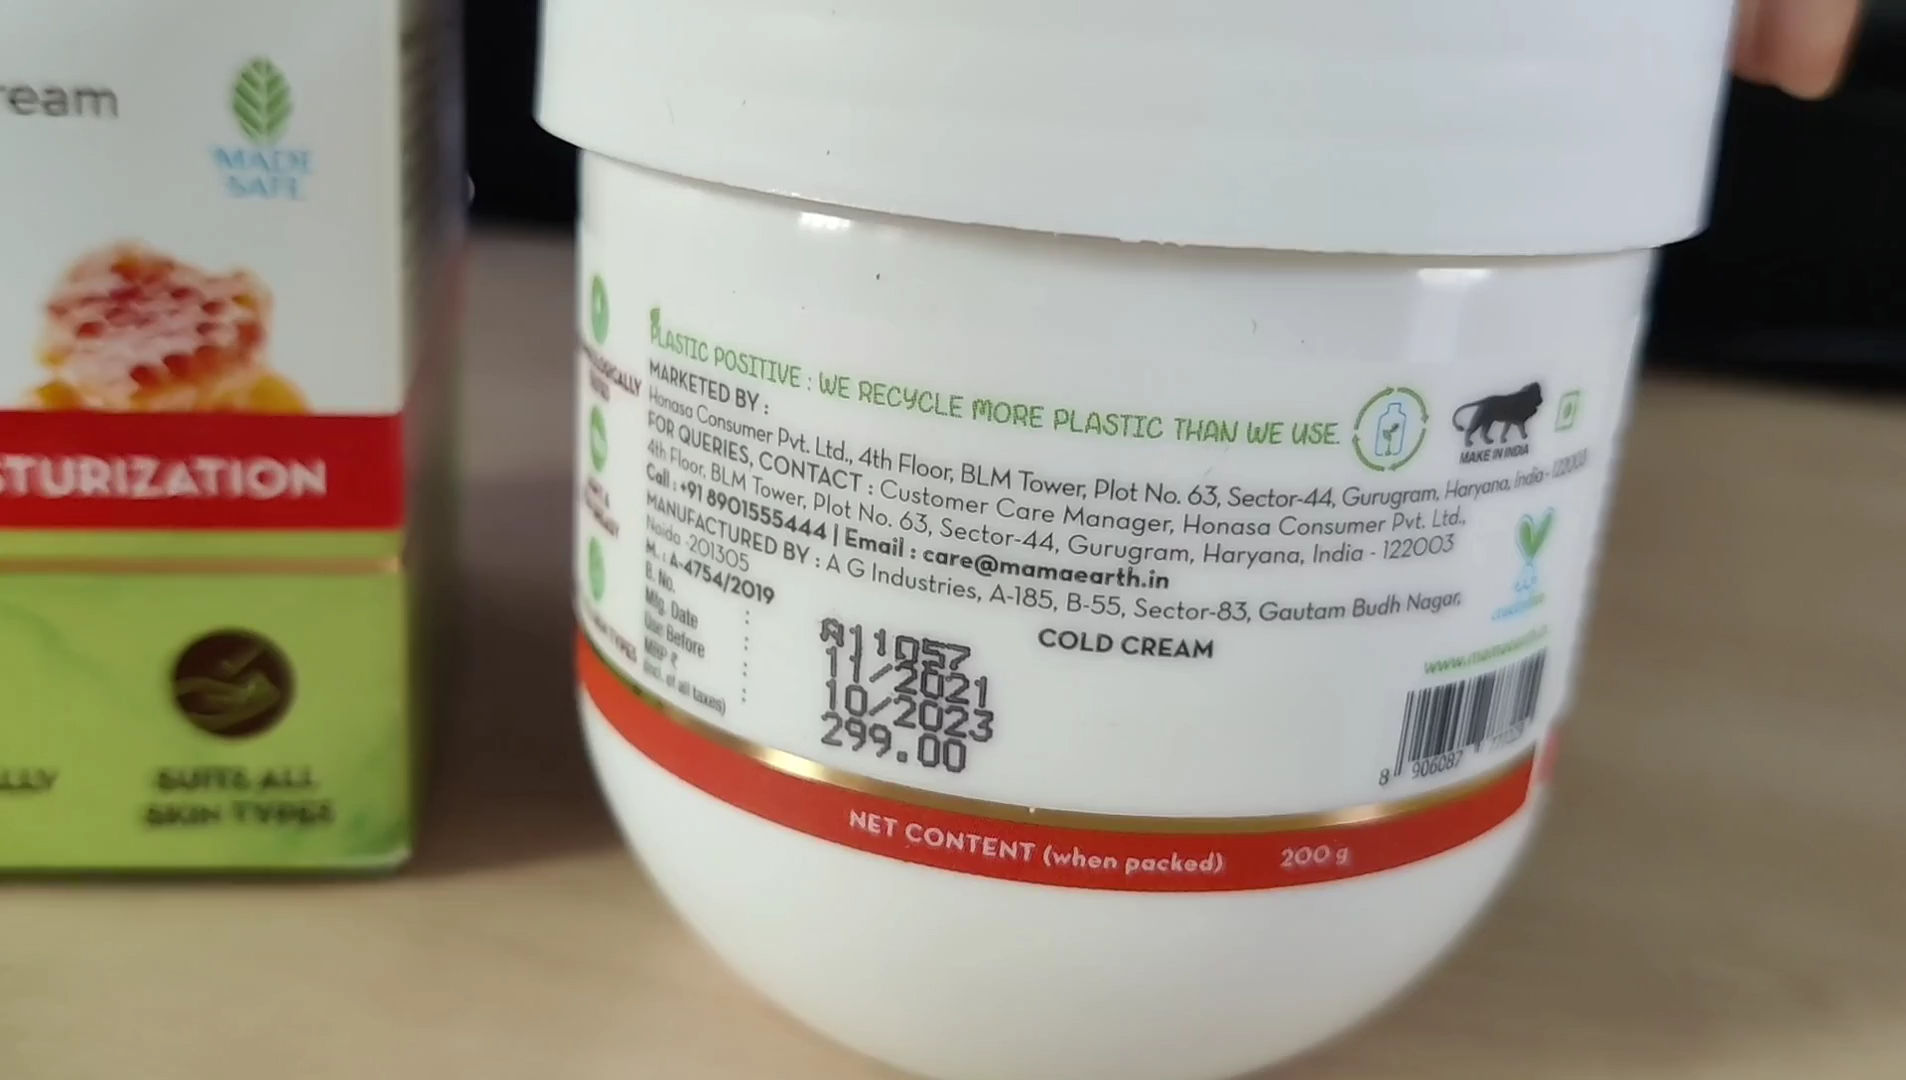 ream
MADE
SAFE
STURIZATION
SUITS ALL
SKIN TYPES
PLASTIC POSITIVE : WE RECYCLE MORE PLASTIC THAN WE USE.
MARKETED BY :
Honasa Consumer Pvt. Ltd., 4th Floor, BLM Tower, Plot No. 63, Sector-44, Gurugram, Haryana, India - 122003
FOR QUERIES, CONTACT : Customer Care Manager, Honasa Consumer Pvt. Ltd.,
4th Floor, BLM Tower, Plot No. 63, Sector-44, Gurugram, Haryana, India - 122003
Call : +91 8901555444 | Email : care@mamaearth.in
MANUFACTURED BY : A G Industries, A-185, B-55, Sector-83, Gautam Budh Nagar,
Noida -201305
M. : A-4754/2019
B. No. : A11057
Mfg. Date : 11/2021
Use Before : 10/2023
MRP ₹ : 299.00
(incl. of all taxes) :
COLD CREAM
MAKE IN INDIA
8 906087
NET CONTENT (when packed) 200 g